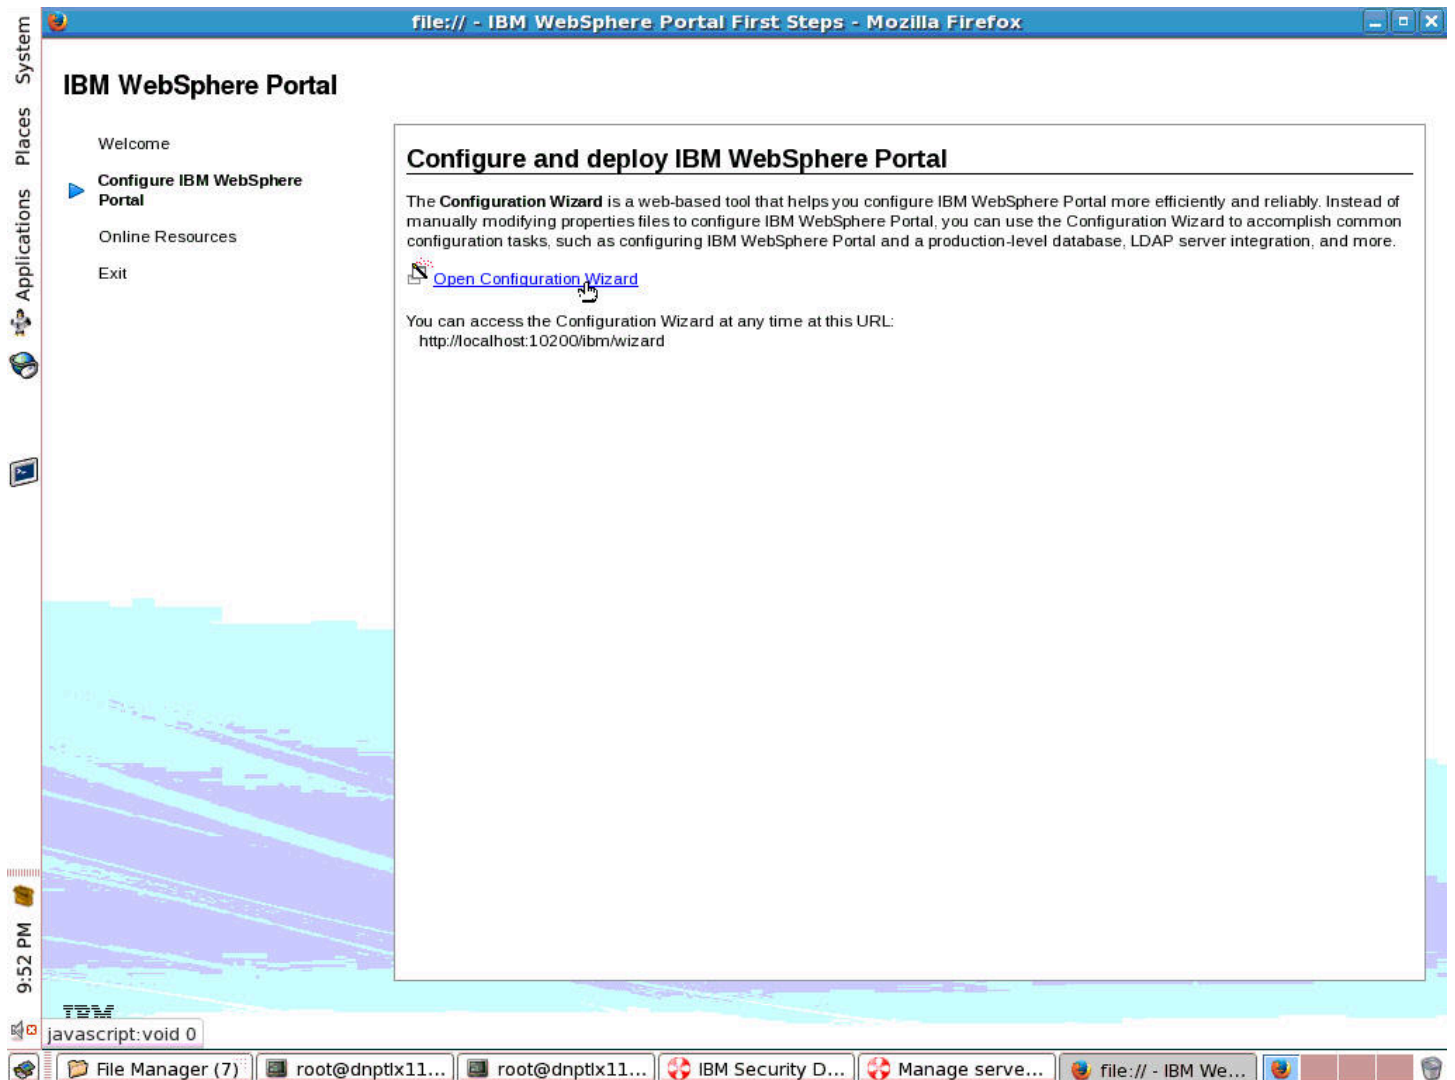 file:// - IBM WebSphere Portal First Steps - Mozilla Firefox
System
Places
Applications
IBM WebSphere Portal
Welcome
Configure IBM WebSphere
Portal
Online Resources
Exit
Configure and deploy IBM WebSphere Portal
The Configuration Wizard is a web-based tool that helps you configure IBM WebSphere Portal more efficiently and reliably. Instead of
manually modifying properties files to configure IBM WebSphere Portal, you can use the Configuration Wizard to accomplish common
configuration tasks, such as configuring IBM WebSphere Portal and a production-level database, LDAP server integration, and more.
Open Configuration Wizard
You can access the Configuration Wizard at any time at this URL:
http://localhost:10200/ibm/wizard
9:52 PM
IBM
javascript:void 0
File Manager (7)
root@dnptlx11...
root@dnptlx11...
IBM Security D...
Manage serve...
file:// - IBM We...